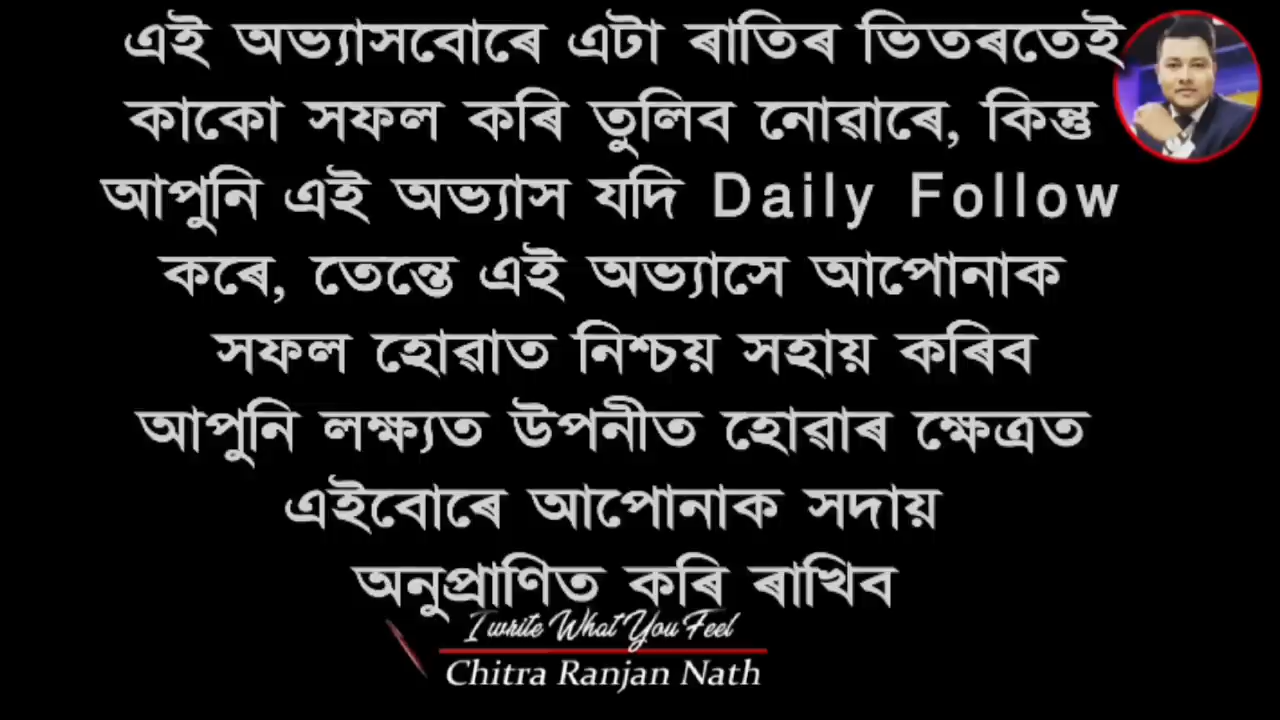 এই অভ্যাসবোৰে এটা ৰাতিৰ ভিতৰতেই
কাকো সফল কৰি তুলিব নোৱাৰে, কিন্তু
আপুনি এই অভ্যাস যদি Daily Follow
কৰে, তেন্তে এই অভ্যাসে আপোনাক
সফল হোৱাত নিশ্চয় সহায় কৰিব
আপুনি লক্ষ্যত উপনীত হোৱাৰ ক্ষেত্ৰত
এইবোৰে আপোনাক সদায়
অনুপ্ৰাণিত কৰি ৰাখিব
I write What You Feel
Chitra Ranjan Nath